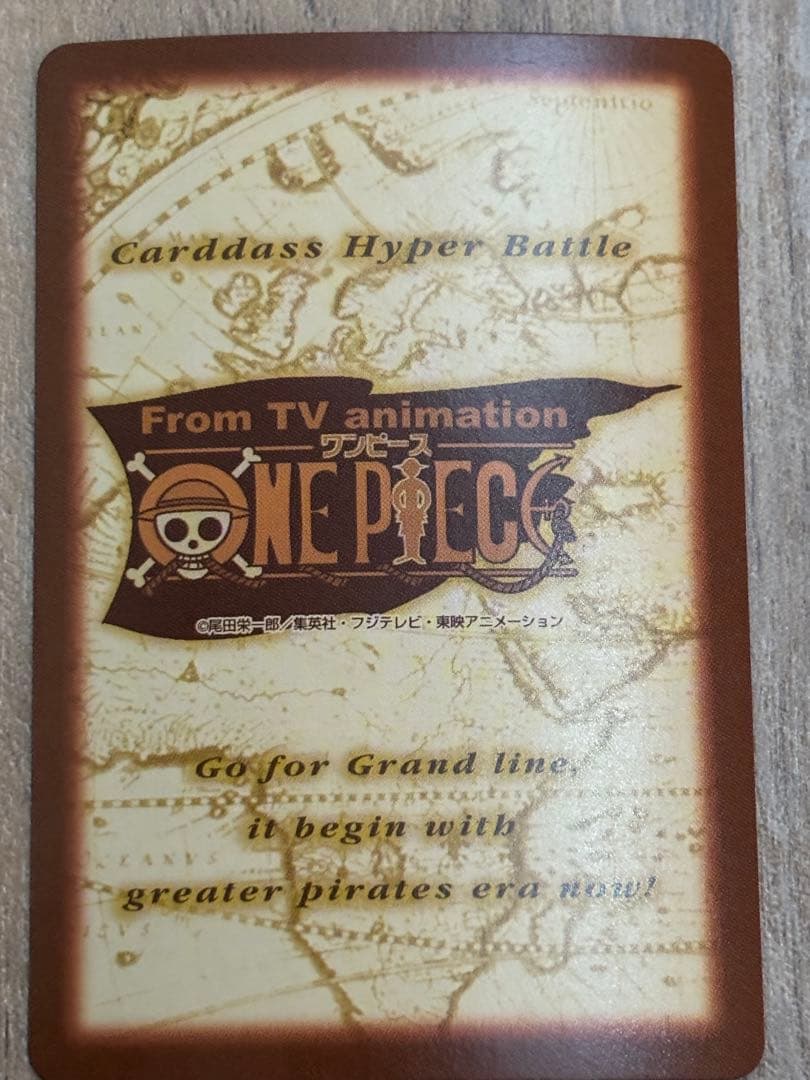 Septentrio
Carddass Hyper Battle
From TV animation
ワンピース
ONE PIECE
©尾田栄一郎／集英社・フジテレビ・東映アニメーション
Go for Grand line,
it begin with
greater pirates era now!